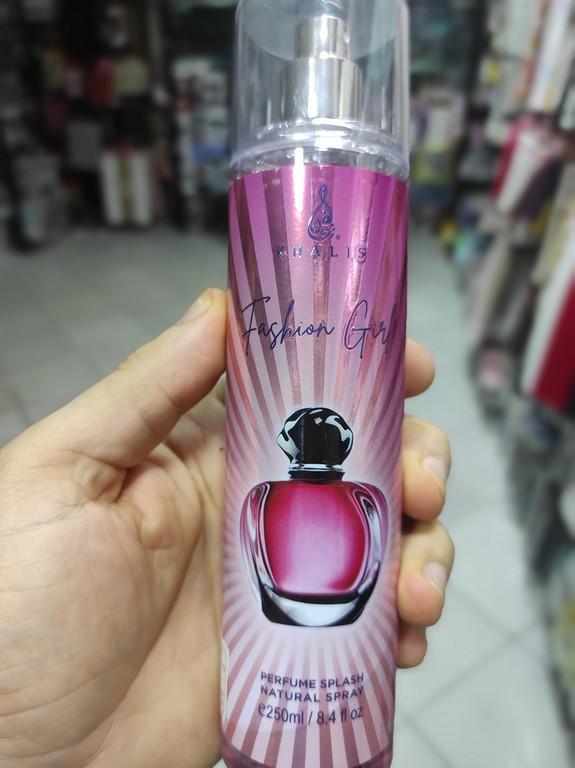 KHALIS
Fashion Girl
PERFUME SPLASH
NATURAL SPRAY
℮250ml / 8.4 fl oz